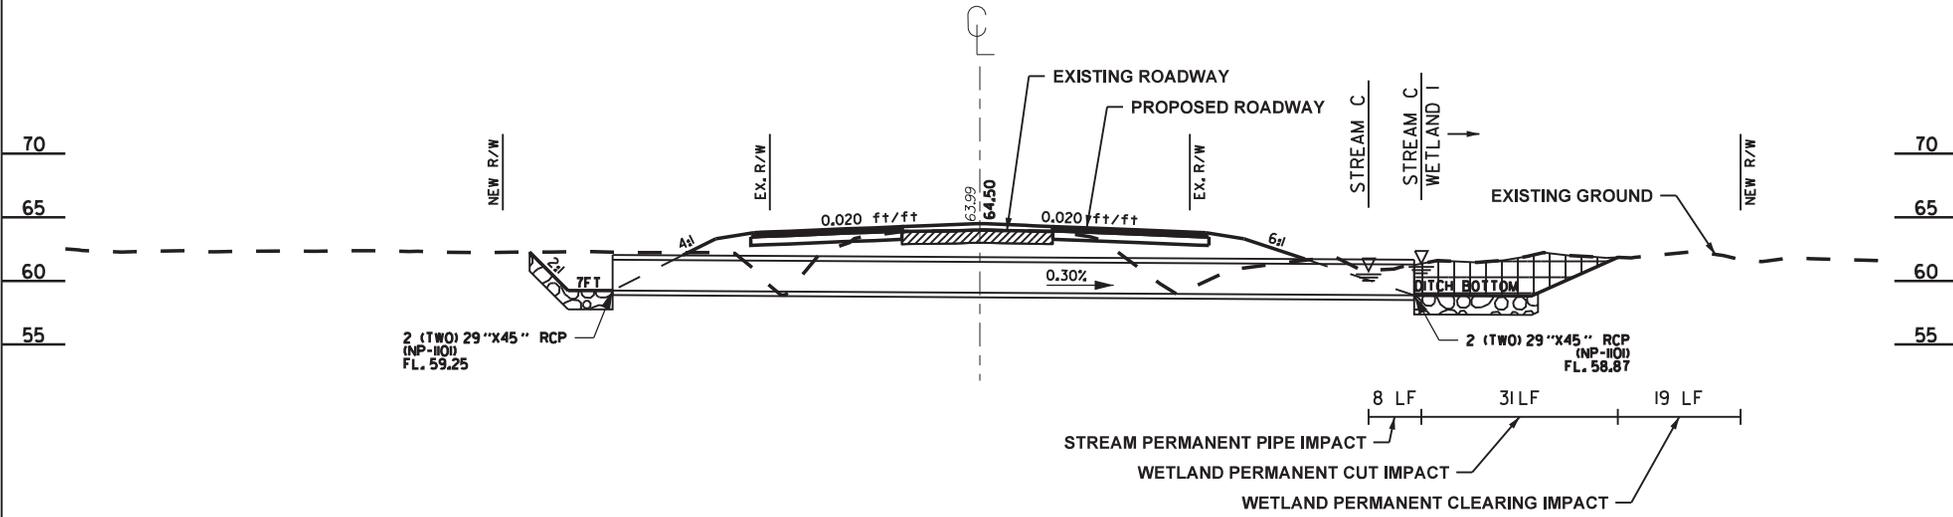 CL
EXISTING ROADWAY
PROPOSED ROADWAY
STREAM C
STREAM C
WETLAND I
70
70
NEW R/W
EX. R/W
EX. R/W
NEW R/W
EXISTING GROUND
65
65
63.99
64.50
0.020 ft/ft
0.020 ft/ft
4:1
6:1
2:1
60
60
7FT
0.30%
DITCH BOTTOM
55
55
2 (TWO) 29"X45" RCP
(NP-1101)
FL. 59.25
2 (TWO) 29"X45" RCP
(NP-1101)
FL. 58.87
8 LF
31 LF
19 LF
STREAM PERMANENT PIPE IMPACT
WETLAND PERMANENT CUT IMPACT
WETLAND PERMANENT CLEARING IMPACT